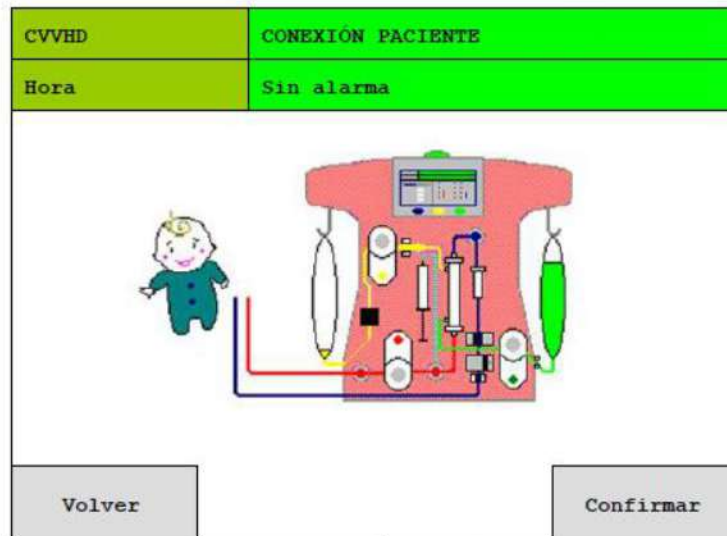 CVVHD
CONEXIÓN PACIENTE
Hora
Sin alarma
Volver
Confirmar